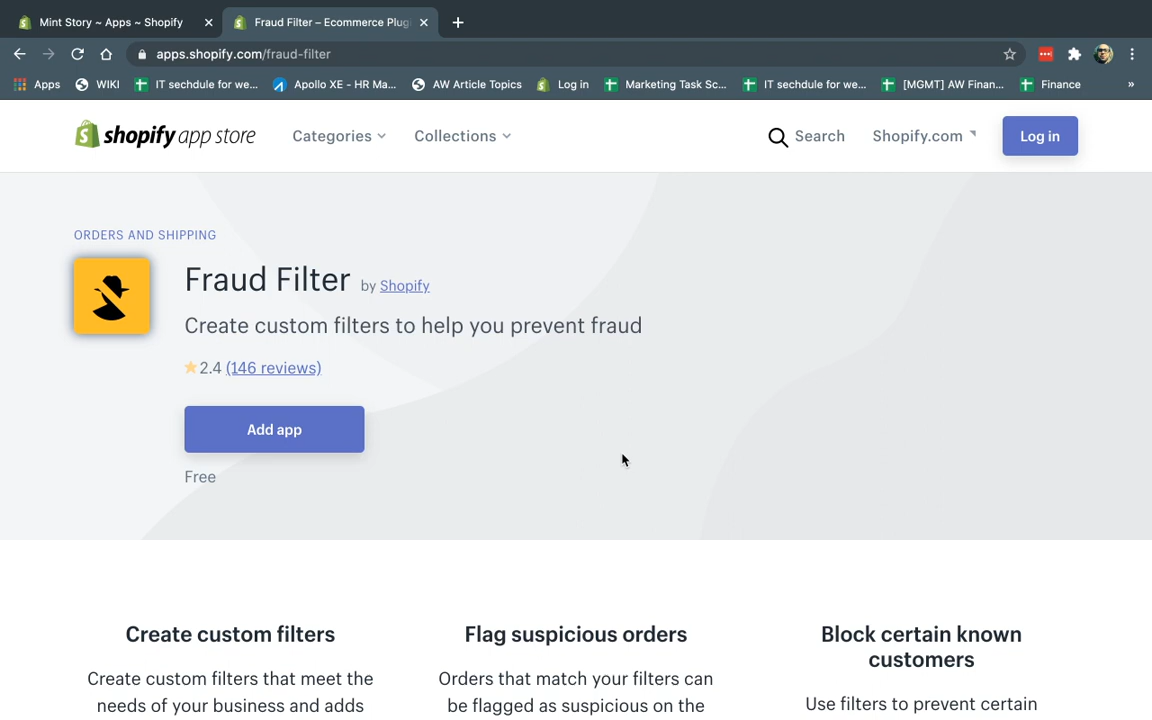 Mint Story ~ Apps ~ Shopify
Fraud Filter – Ecommerce Plug
apps.shopify.com/fraud-filter
Apps
WIKI
IT techdule for we...
Apollo XE - HR Ma...
AW Article Topics
Log in
Marketing Task Sc...
IT sechdule for we...
[MGMT] AW Finan...
Finance
»
shopify app store
Categories
Collections
Search
Shopify.com
Log in
ORDERS AND SHIPPING
Fraud Filter by Shopify
Create custom filters to help you prevent fraud
2.4 (146 reviews)
Add app
Free
Create custom filters
Create custom filters that meet the
needs of your business and adds
Flag suspicious orders
Orders that match your filters can
be flagged as suspicious on the
Block certain known
customers
Use filters to prevent certain